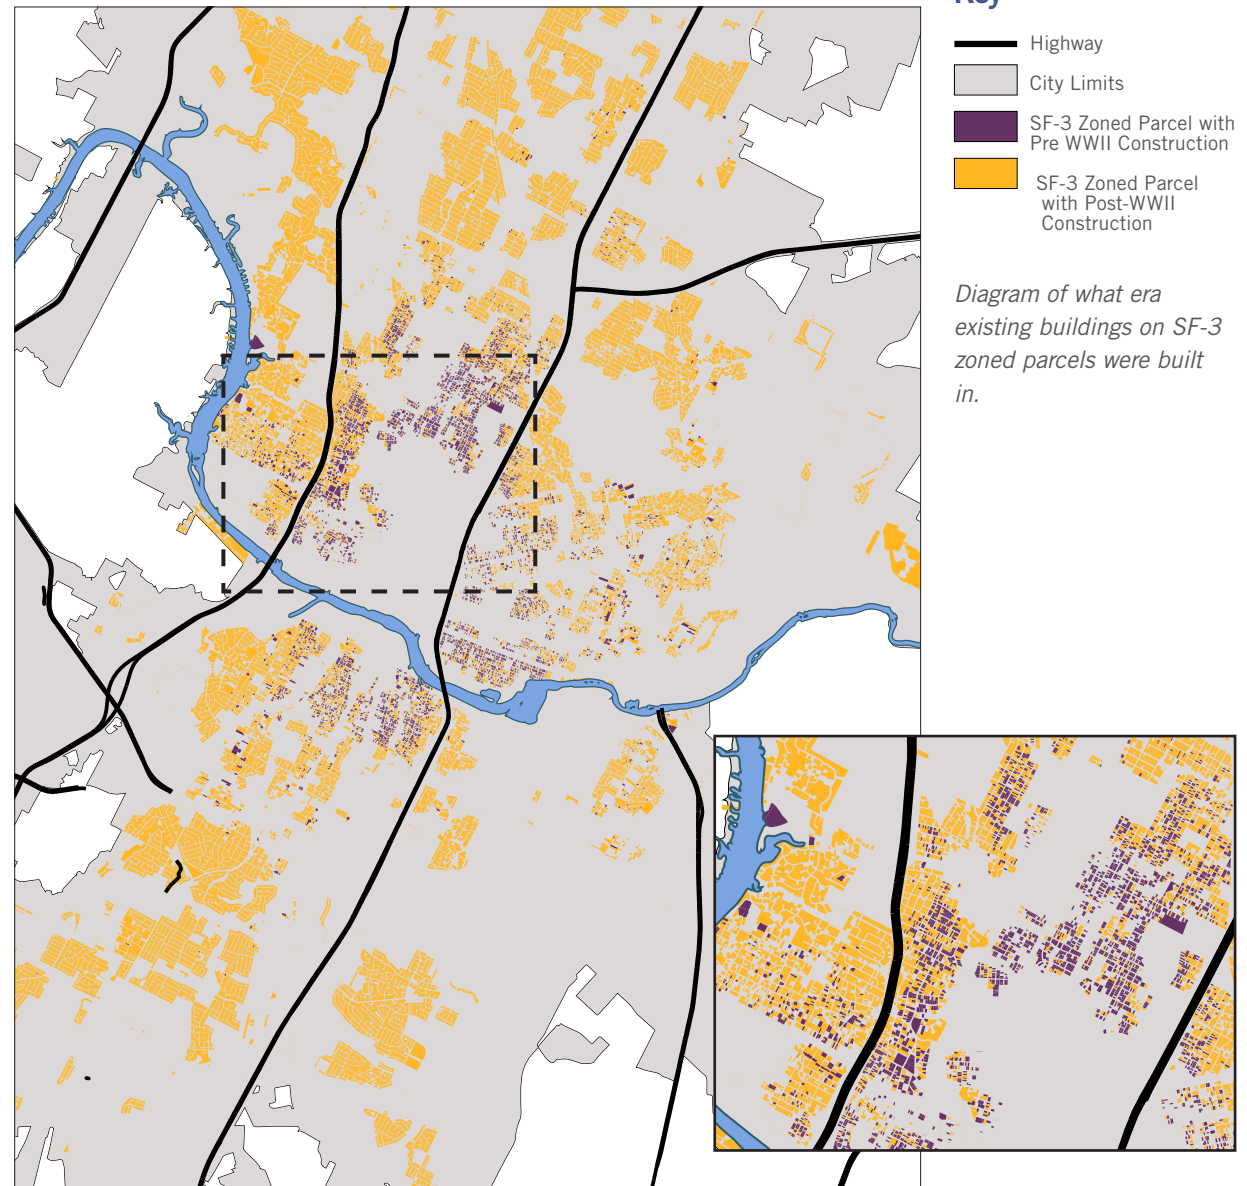 Key
Highway
City Limits
SF-3 Zoned Parcel with
Pre WWII Construction
SF-3 Zoned Parcel
with Post-WWII
Construction
Diagram of what era
existing buildings on SF-3
zoned parcels were built
in.